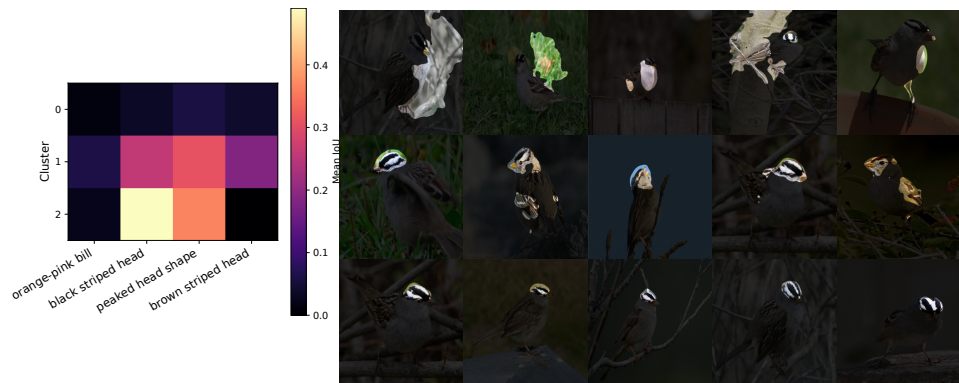 Cluster
0
1
2
orange-pink bill
black striped head
peaked head shape
brown striped head
0.4
0.3
0.2
0.1
0.0
Mean IoU